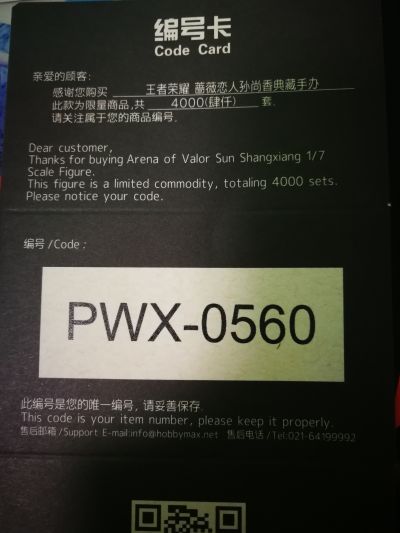 编号卡
Code Card
亲爱的顾客:
感谢您购买 王者荣耀 蔷薇恋人孙尚香典藏手办
此款为限量商品,共 4000(肆仟) 套.
请关注属于您的商品编号.
Dear customer,
Thanks for buying Arena of Valor Sun Shangxiang 1/7
Scale Figure.
This figure is a limited commodity, totaling 4000 sets.
Please notice your code.
编号/Code:
PWX-0560
此编号是您的唯一编号, 请妥善保存.
This code is your item number, please keep it properly.
售后邮箱/Support E-mail:info@hobbymax.net 售后电话/Tel:021-64199992